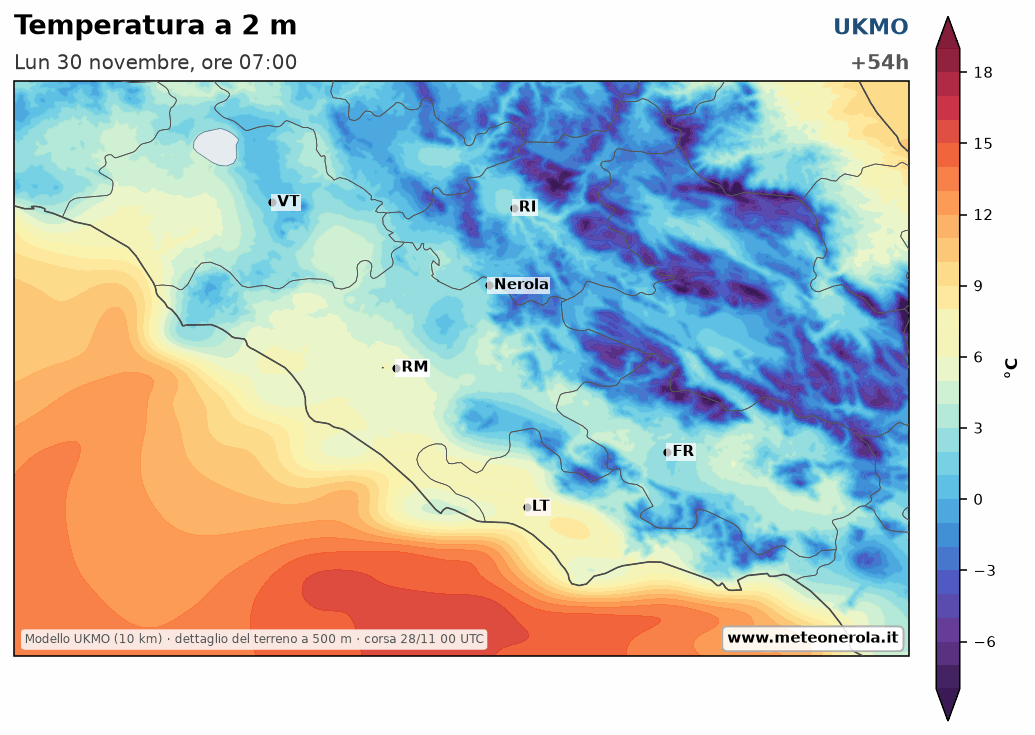 Temperatura a 2 m
UKMO
Lun 30 novembre, ore 07:00
+54h
VT
RI
Nerola
RM
FR
LT
Modello UKMO (10 km) · dettaglio del terreno a 500 m · corsa 28/11 00 UTC
www.meteonerola.it
18
15
12
9
6
3
0
−3
−6
°C